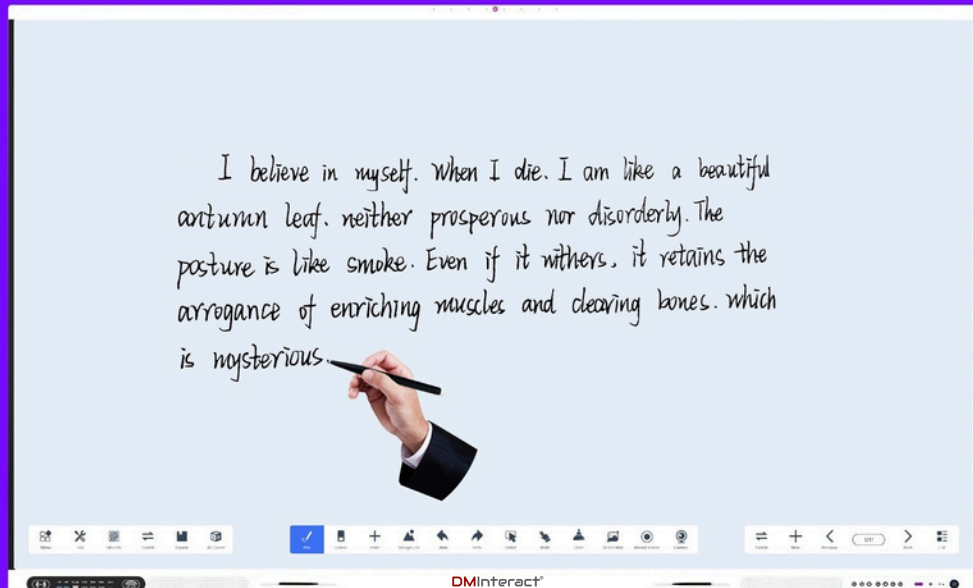 I believe in myself. When I die. I am like a beautiful
antumn leaf. neither prosperous nor disorderly. The
posture is like smoke. Even if it withers, it retains the
arrogance of enriching muscles and clearing bones. which
is mysterious.
DMInteract